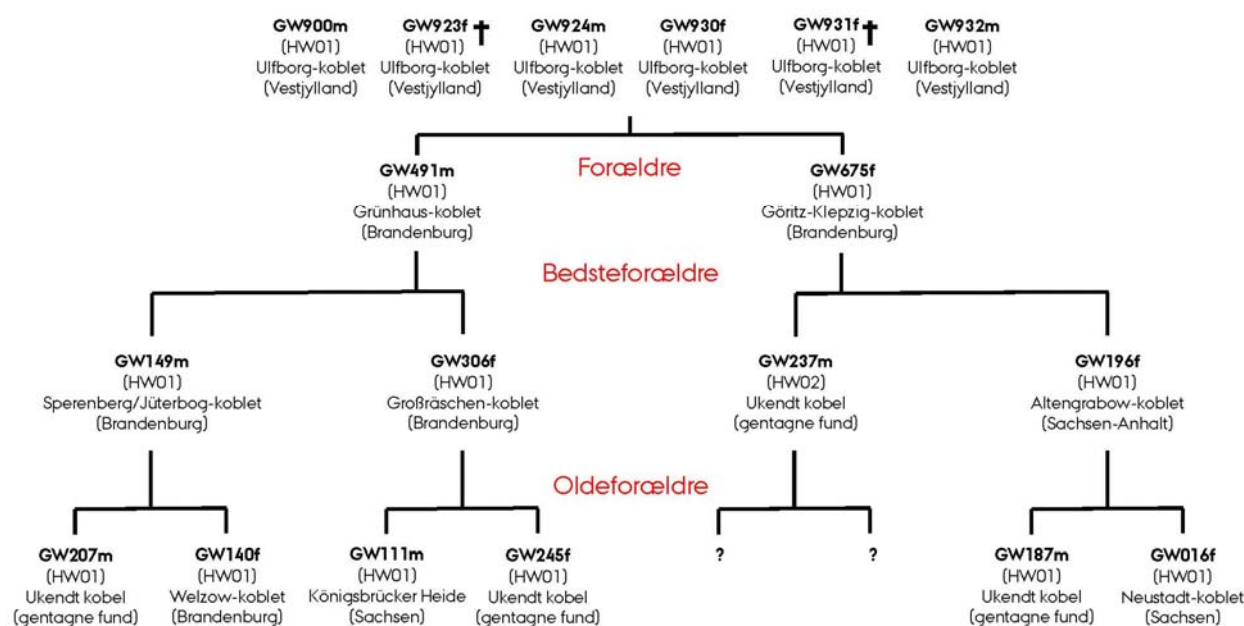 GW900m
(HW01)
Ulfborg-koblet
(Vestjylland)
GW923f
(HW01)
Ulfborg-koblet
(Vestjylland)
GW924m
(HW01)
Ulfborg-koblet
(Vestjylland)
GW930f
(HW01)
Ulfborg-koblet
(Vestjylland)
GW931f
(HW01)
Ulfborg-koblet
(Vestjylland)
GW932m
(HW01)
Ulfborg-koblet
(Vestjylland)
Forældre
GW491m
(HW01)
Grünhaus-koblet
(Brandenburg)
GW675f
(HW01)
Göritz-Klepzig-koblet
(Brandenburg)
Bedsteforældre
GW149m
(HW01)
Sperenberg/Jüterbog-koblet
(Brandenburg)
GW306f
(HW01)
Großräschen-koblet
(Brandenburg)
GW237m
(HW02)
Ukendt kobel
(gentagne fund)
GW196f
(HW01)
Altengrabow-koblet
(Sachsen-Anhalt)
Oldeforældre
GW207m
(HW01)
Ukendt kobel
(gentagne fund)
GW140f
(HW01)
Welzow-koblet
(Brandenburg)
GW111m
(HW01)
Königsbrücker Heide
(Sachsen)
GW245f
(HW01)
Ukendt kobel
(gentagne fund)
?
?
GW187m
(HW01)
Ukendt kobel
(gentagne fund)
GW016f
(HW01)
Neustadt-koblet
(Sachsen)